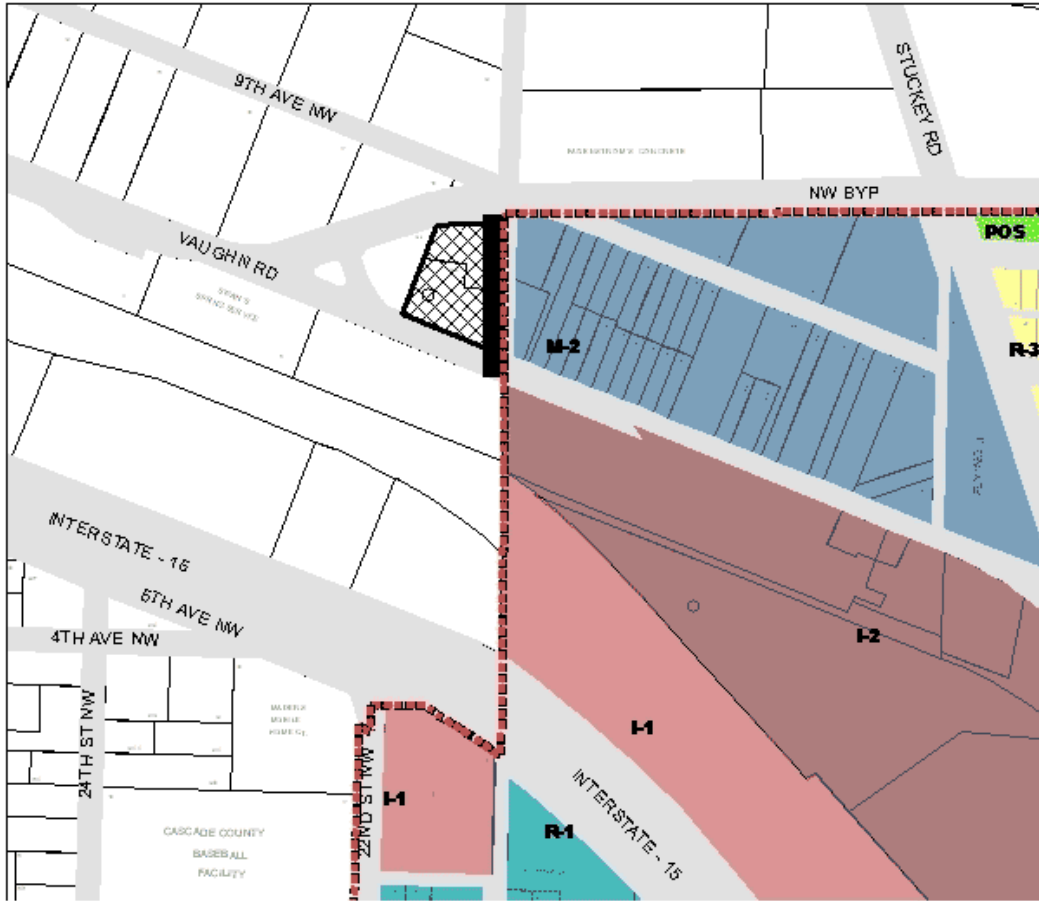 9TH AVE NW
STUCKEY RD
NW BYP
POS
VAUGHN RD
R-3
M-2
INTERSTATE - 15
6TH AVE NW
4TH AVE NW
I-2
24TH ST NW
22ND ST NW
I-1
I-1
INTERSTATE - 15
R-1
CASCADE COUNTY
BASEBALL
FACILITY